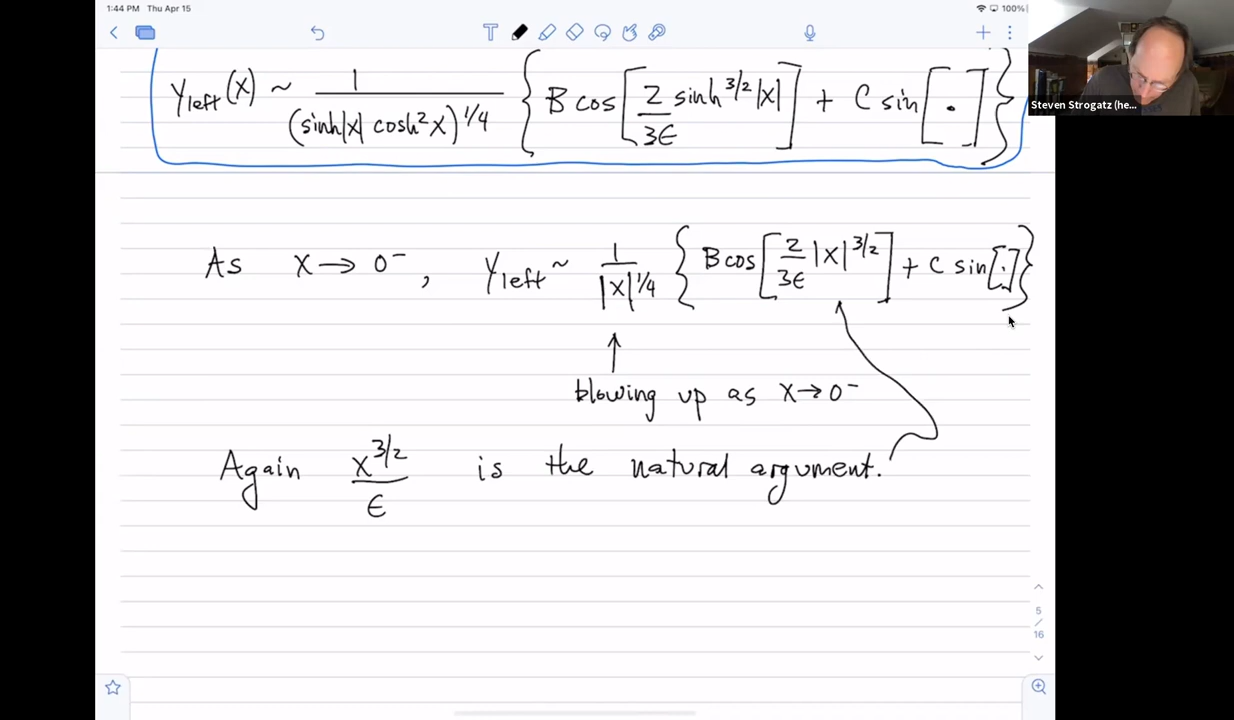 1:44 PM Thu Apr 15
100%
Y_left(x) ~ 1 / (sinh|x| cosh²x)^{1/4} { B cos[ 2/3ϵ sinh^{3/2}|x| ] + C sin[ · ] }
Steven Strogatz (he...
As x → 0⁻, Y_left ~ 1/|x|^{1/4} { B cos[ 2/3ϵ |x|^{3/2} ] + C sin[·] }
↑
blowing up as x → 0⁻
Again x^{3/2}/ϵ is the natural argument.
5
/
16